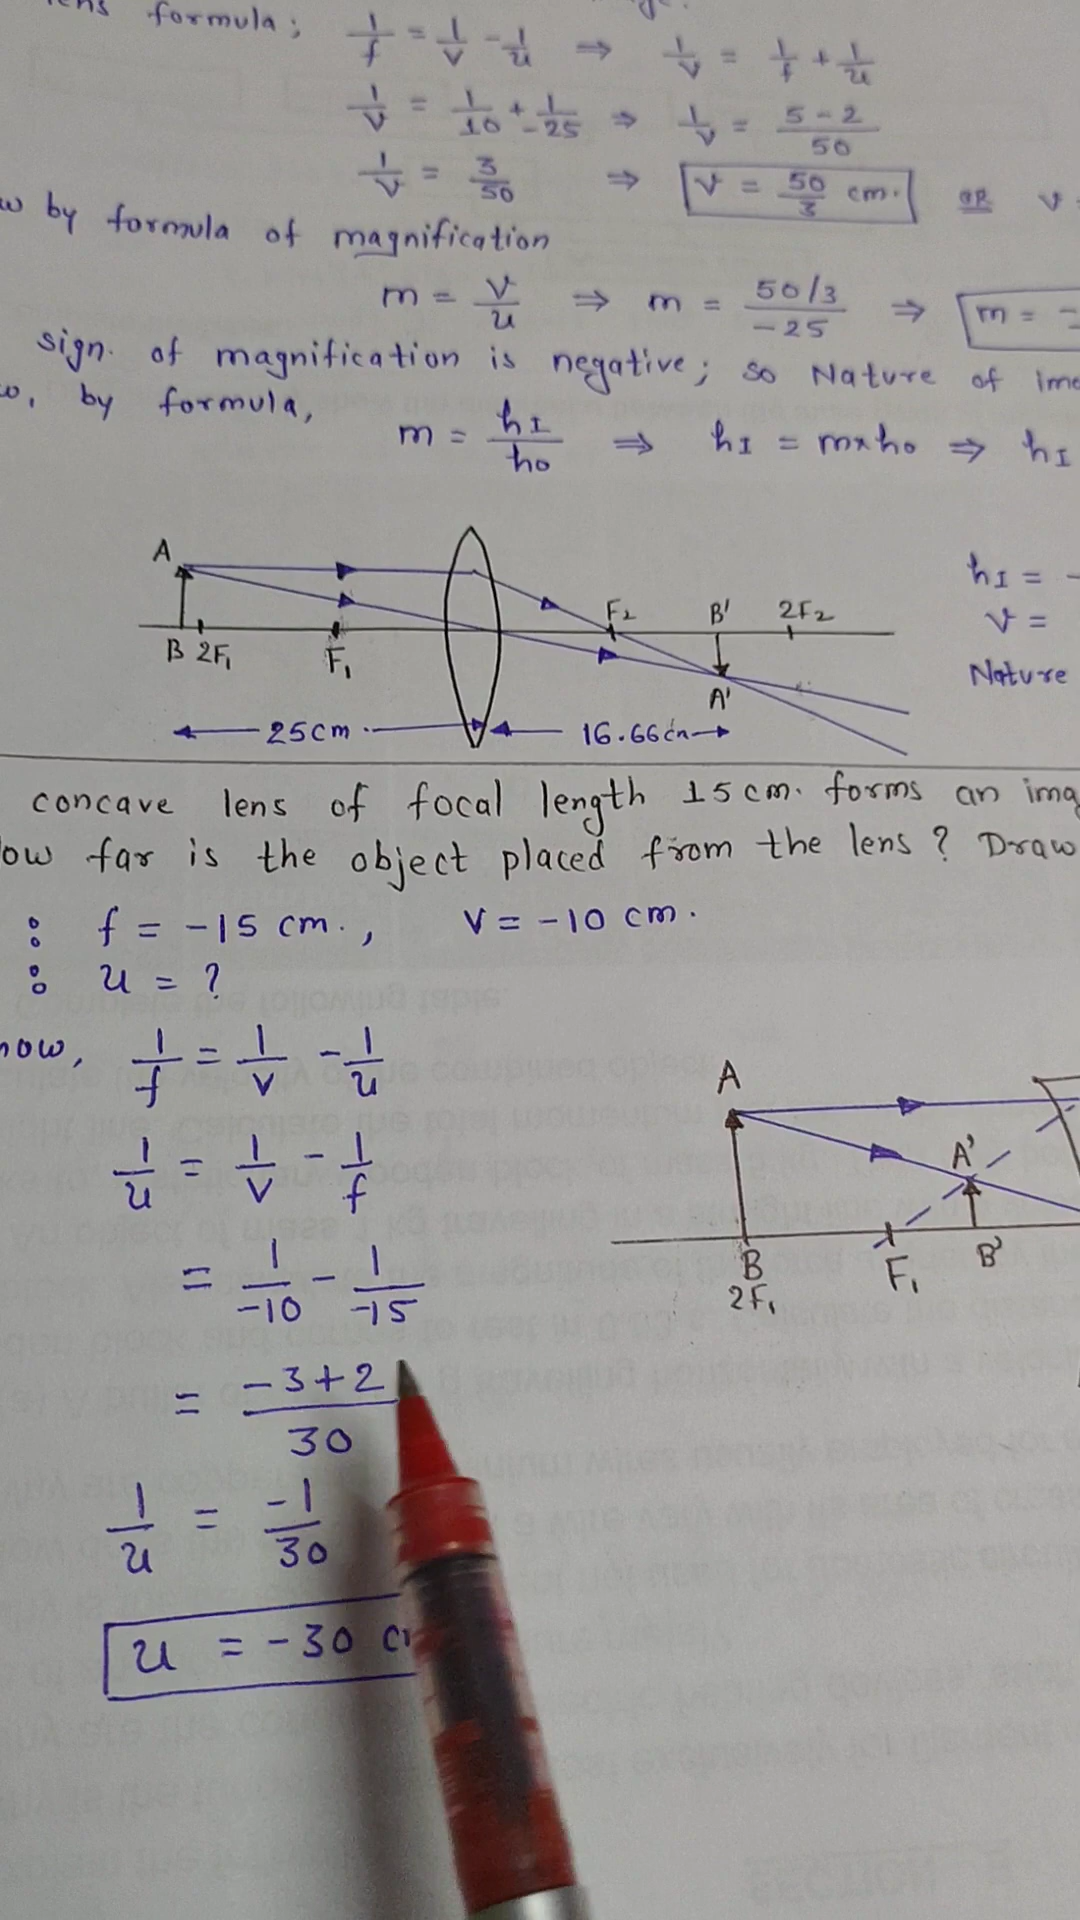 formula; 1/f = 1/v - 1/u ⇒ 1/v = 1/f + 1/u
1/v = 1/10 + 1/-25 ⇒ 1/v = 5-2/50
1/v = 3/50 ⇒ v = 50/3 cm. OR v
by formula of magnification
m = v/u ⇒ m = 50/3/-25 ⇒ m = -
sign. of magnification is negative; so Nature of
by formula,
m = hI/ho ⇒ hI = m×ho ⇒ hI
A
hI = -
F2 B' 2F2
v =
B 2F1 F1
Nature
A'
25cm 16.66cm
concave lens of focal length 15cm. forms an
far is the object placed from the lens? Draw
: f = -15 cm., v = -10 cm.
: u = ?
1/f = 1/v - 1/u
A
1/u = 1/v - 1/f
A'
= 1/-10 - 1/-15
B F1 B'
2F1
= -3+2/30
1/u = -1/30
u = -30